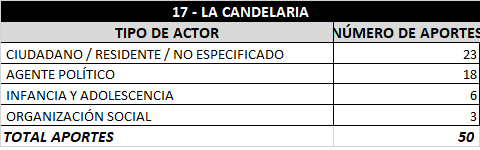 17 - LA CANDELARIA
TIPO DE ACTOR NÚMERO DE APORTES
CIUDADANO / RESIDENTE / NO ESPECIFICADO 23
AGENTE POLÍTICO 18
INFANCIA Y ADOLESCENCIA 6
ORGANIZACIÓN SOCIAL 3
TOTAL APORTES 50